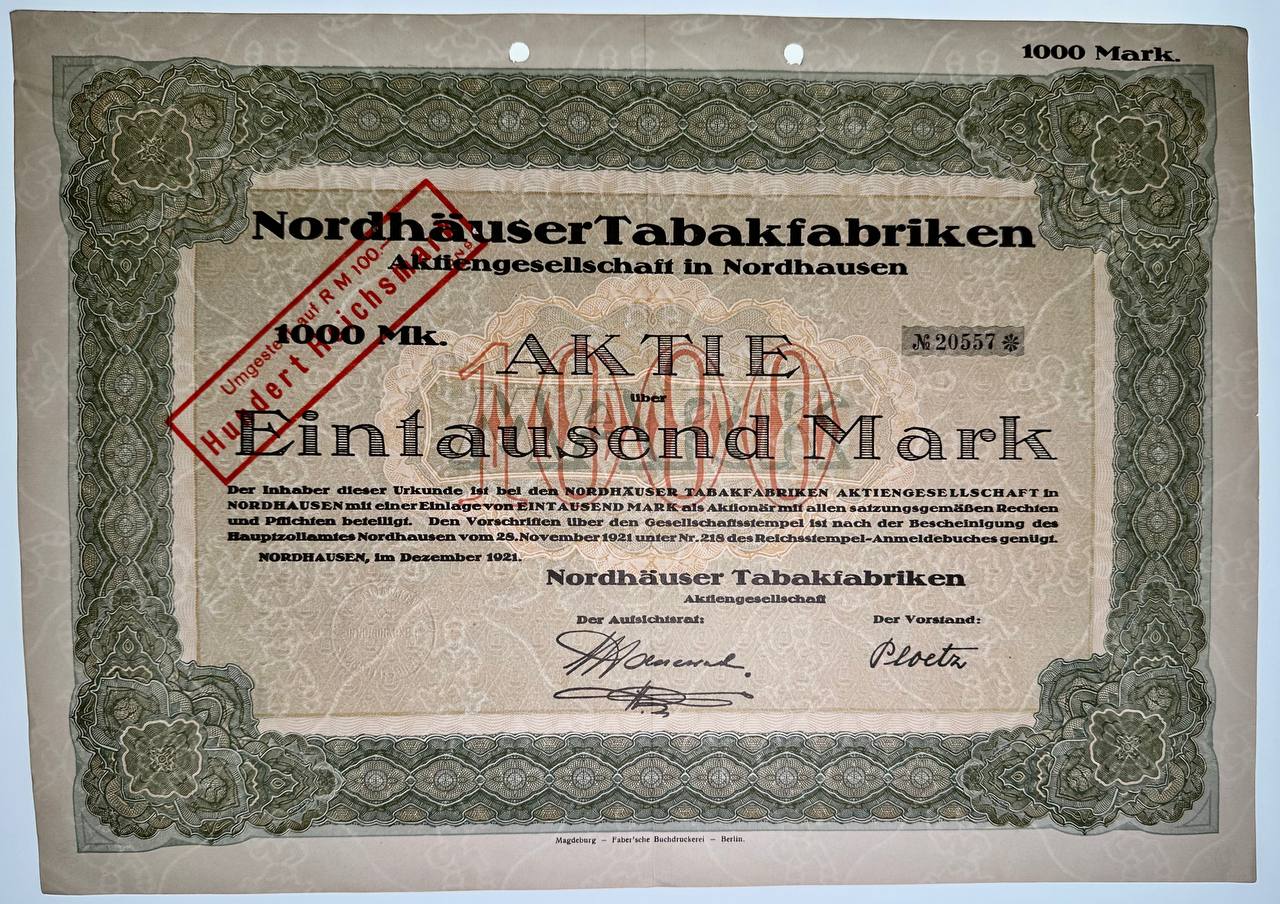 1000 Mark.
Nordhäuser Tabakfabriken
Aktiengesellschaft in Nordhausen
Umgestellt auf R M 100.–
Hundert Reichsmark
1000 Mk.
AKTIE
№ 20557 ✻
über
1000
MARK
Eintausend Mark
Der Inhaber dieser Urkunde ist bei den NORDHÄUSER TABAKFABRIKEN AKTIENGESELLSCHAFT in
NORDHAUSEN mit einer Einlage von EINTAUSEND MARK als Aktionär mit allen satzungsgemäßen Rechten
und Pflichten beteiligt. Den Vorschriften über den Gesellschaftsstempel ist nach der Bescheinigung des
Hauptzollamtes Nordhausen vom 28. November 1921 unter Nr. 218 des Reichsstempel-Anmeldebuches genügt.
NORDHAUSEN, im Dezember 1921.
Nordhäuser Tabakfabriken
Aktiengesellschaft
Der Aufsichtsrat:
Der Vorstand:
Ploetz
Magdeburg – Faber'sche Buchdruckerei – Berlin.